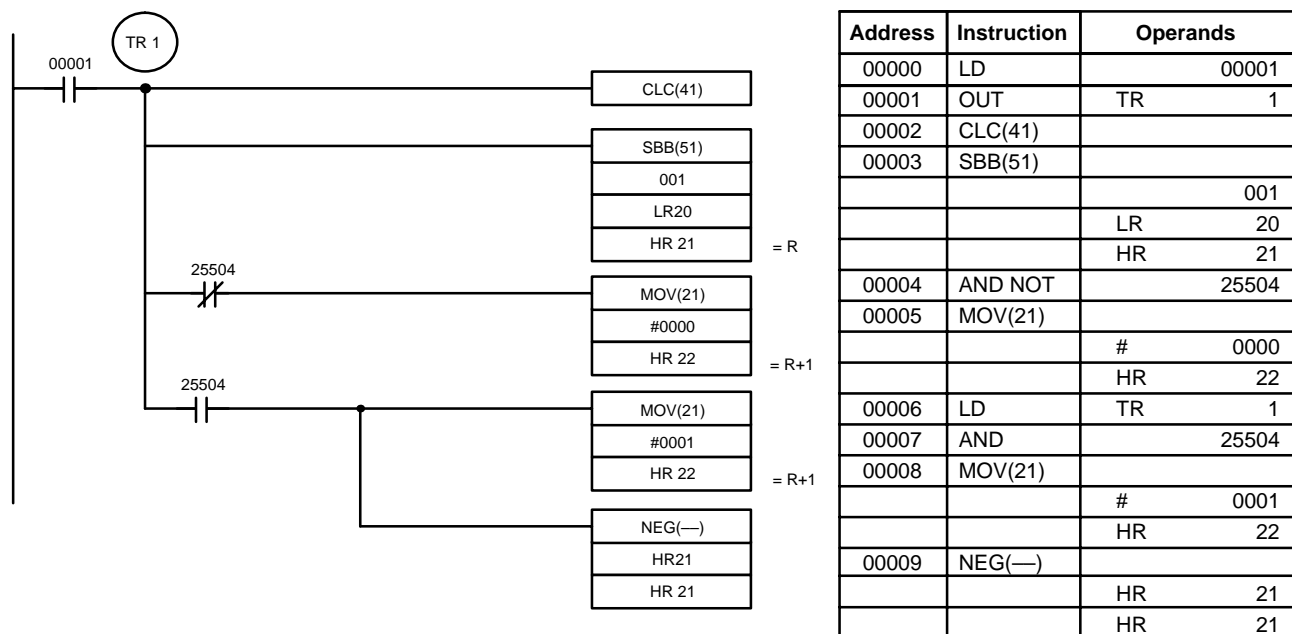 TR 1
00001
CLC(41)
SBB(51)
001
LR20
HR 21
= R
25504
MOV(21)
#0000
HR 22
= R+1
25504
MOV(21)
#0001
HR 22
= R+1
NEG(––)
HR21
HR 21
Address Instruction Operands
00000 LD 00001
00001 OUT TR 1
00002 CLC(41)
00003 SBB(51)
001
LR 20
HR 21
00004 AND NOT 25504
00005 MOV(21)
# 0000
HR 22
00006 LD TR 1
00007 AND 25504
00008 MOV(21)
# 0001
HR 22
00009 NEG(––)
HR 21
HR 21